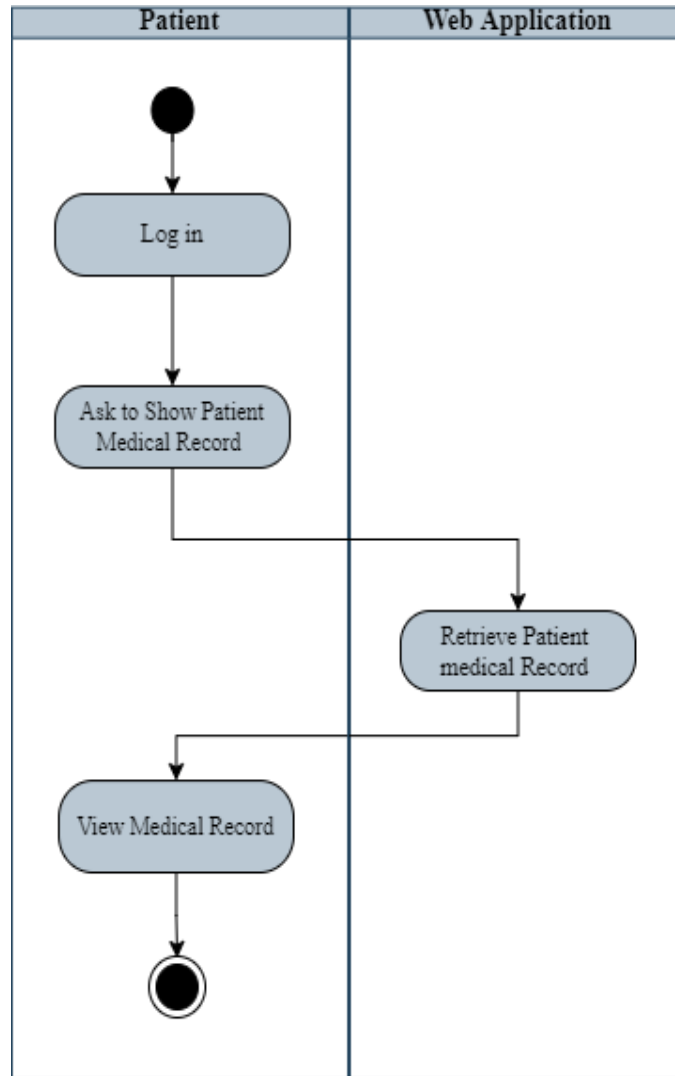 Patient
Web Application
Log in
Ask to Show Patient
Medical Record
Retrieve Patient
medical Record
View Medical Record